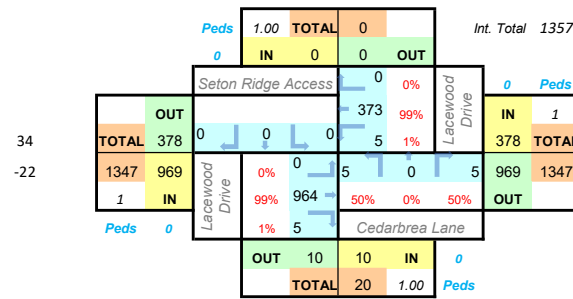 Peds 1.00 TOTAL 0 Int. Total 1357
0 IN 0 0 OUT
Seton Ridge Access 0 0% Lacewood Drive 0 Peds
OUT 373 99% IN 1
34 TOTAL 378 0 0 0 5 1% 378 TOTAL
-22 1347 969 Lacewood Drive 0% 0 5 0 5 969 1347
1 IN 99% 964 50% 0% 50% OUT
Peds 0 1% 5 Cedarbrea Lane
OUT 10 10 IN 0
TOTAL 20 1.00 Peds